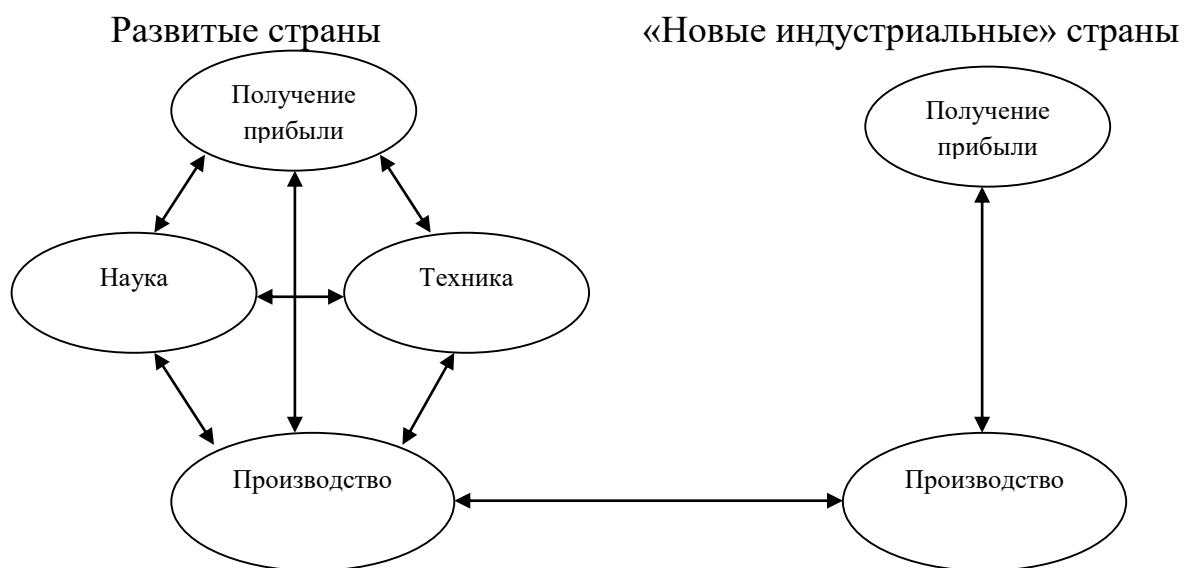 Развитые страны
«Новые индустриальные» страны
Получение
прибыли
Получение
прибыли
Наука
Техника
Производство
Производство